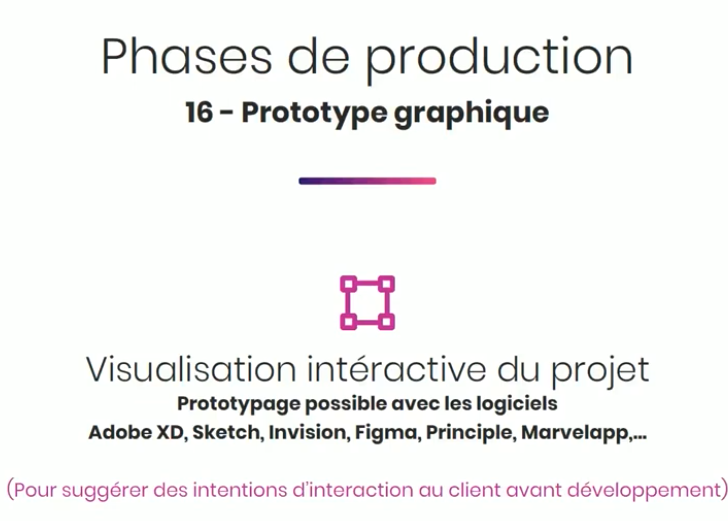 Phases de production
16 - Prototype graphique
Visualisation intéractive du projet
Prototypage possible avec les logiciels
Adobe XD, Sketch, Invision, Figma, Principle, Marvelapp,...
(Pour suggérer des intentions d'interaction au client avant développement)